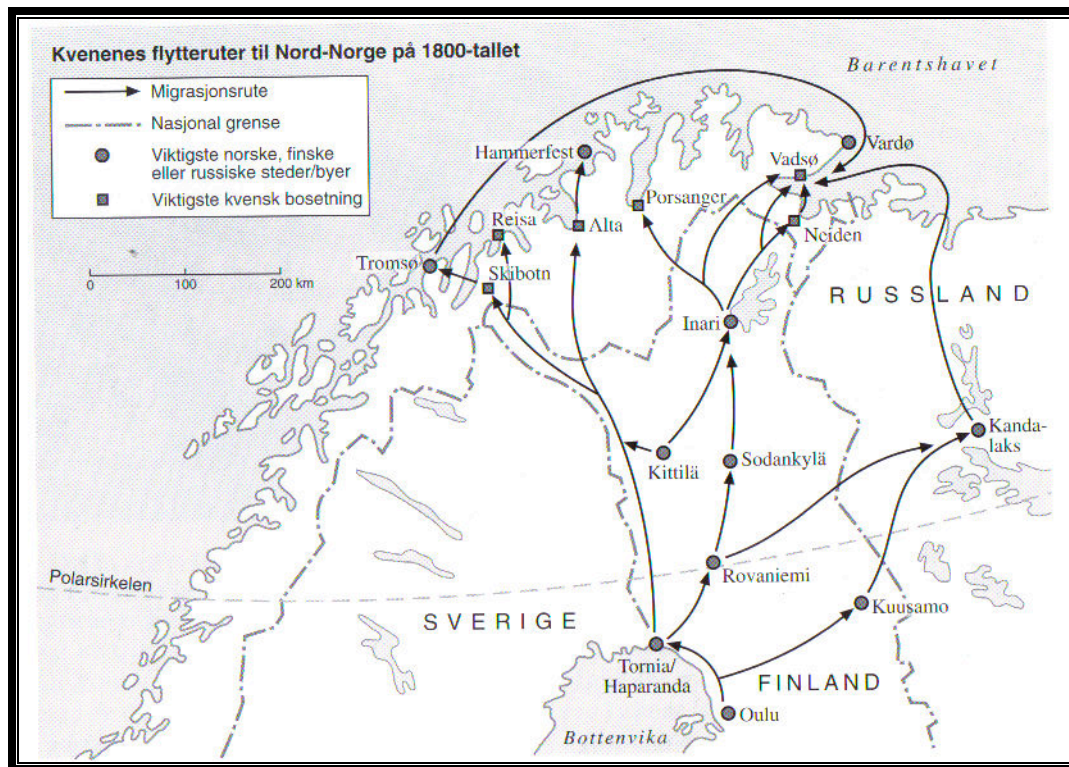 Kvenenes flytteruter til Nord-Norge på 1800-tallet
Migrasjonsrute
Nasjonal grense
Viktigste norske, finske
eller russiske steder/byer
Viktigste kvensk bosetning
0 100 200 km
Barentshavet
Hammerfest
Vardø
Vadsø
Porsanger
Reisa
Alta
Neiden
Tromsø
Skibotn
RUSSLAND
Inari
Kanda-
laks
Kittilä
Sodankylä
Polarsirkelen
Rovaniemi
Kuusamo
SVERIGE
Tornia/
Haparanda
FINLAND
Oulu
Bottenvika